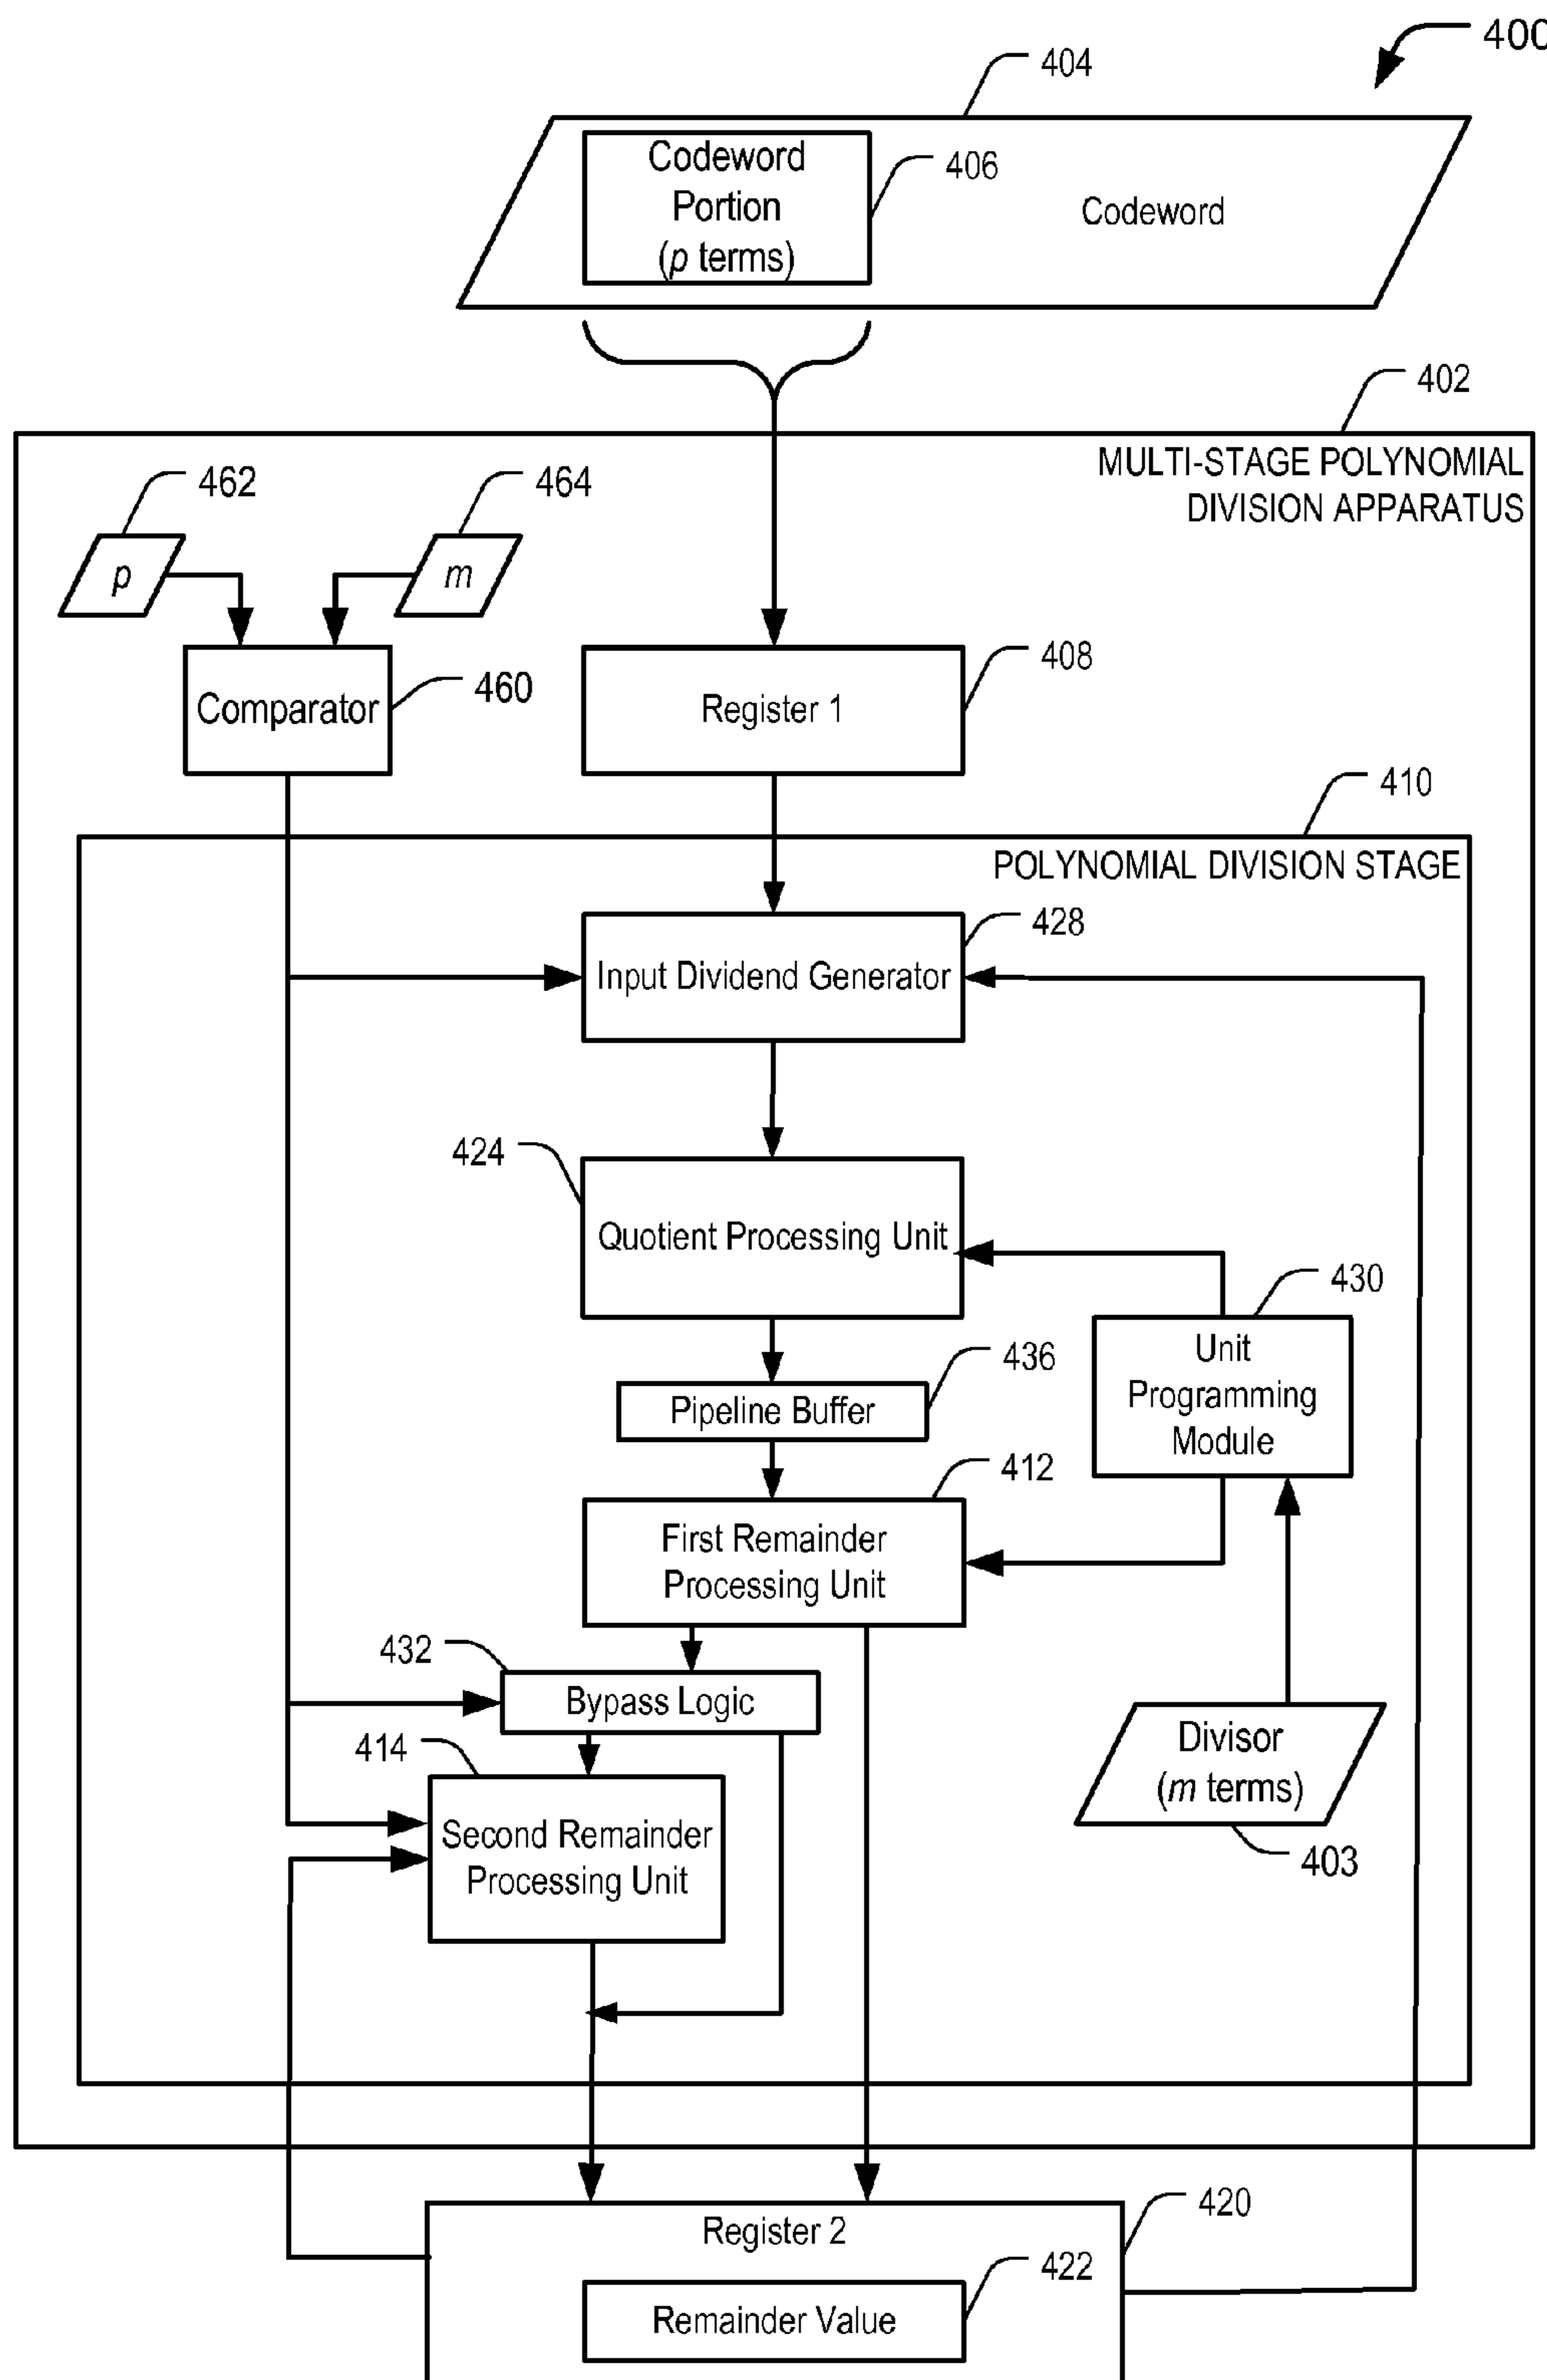 400
404
Codeword
Portion
(p terms)
406
Codeword
402
MULTI-STAGE POLYNOMIAL
DIVISION APPARATUS
462
464
p
m
Comparator
460
Register 1
408
410
POLYNOMIAL DIVISION STAGE
428
Input Dividend Generator
424
Quotient Processing Unit
430
Unit
Programming
Module
436
Pipeline Buffer
412
First Remainder
Processing Unit
432
Bypass Logic
414
Second Remainder
Processing Unit
Divisor
(m terms)
403
Register 2
420
422
Remainder Value